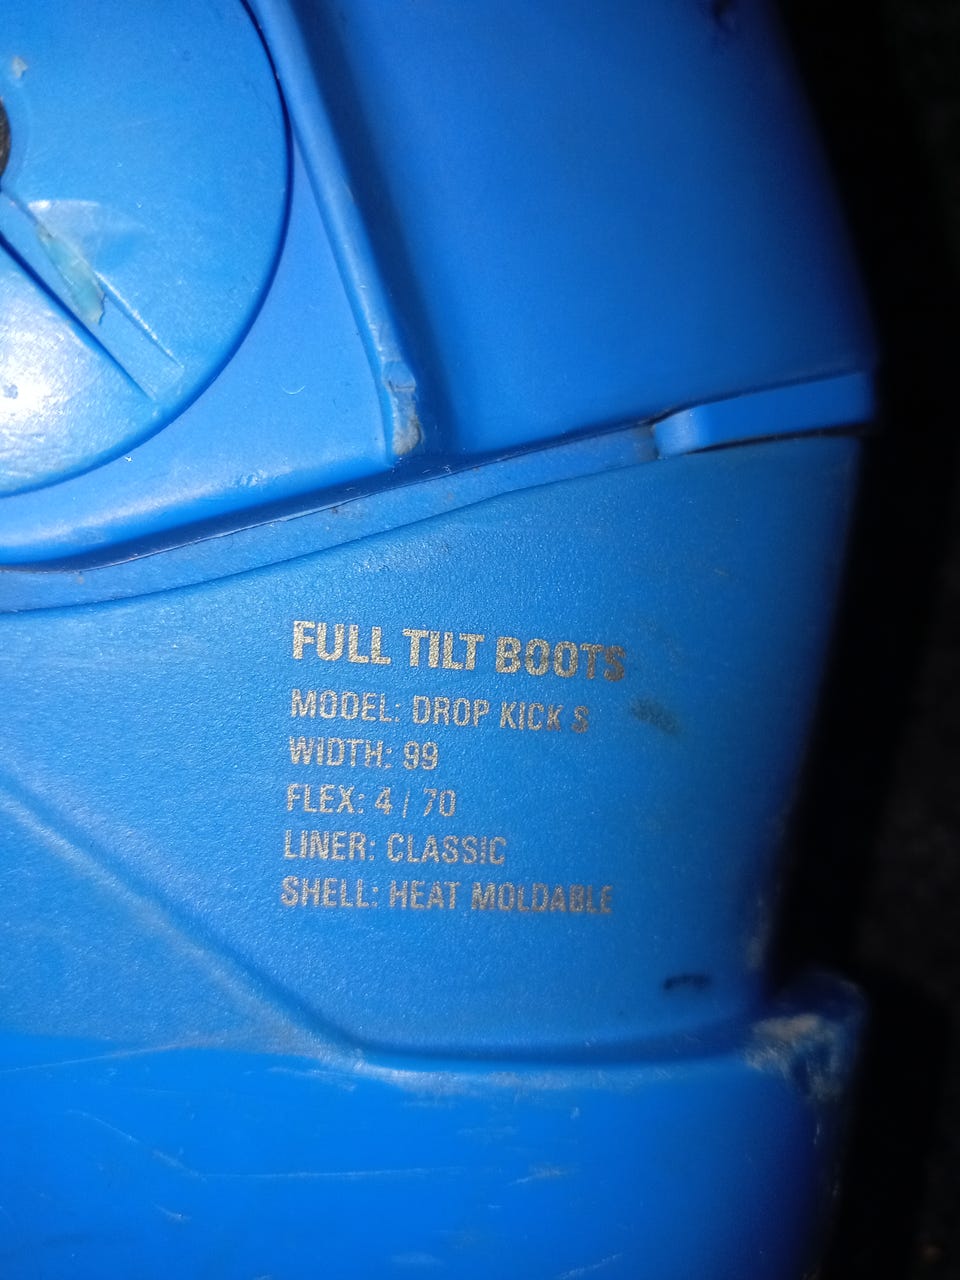 FULL TILT BOOTS
MODEL: DROP KICK S
WIDTH: 99
FLEX: 4 / 70
LINER: CLASSIC
SHELL: HEAT MOLDABLE